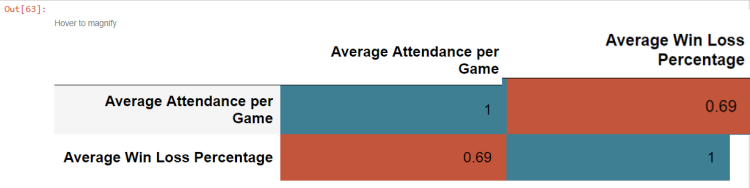 Out[63]:
Hover to magnify
Average Attendance per
Game
Average Win Loss
Percentage
Average Attendance per
Game
1
0.69
Average Win Loss Percentage
0.69
1